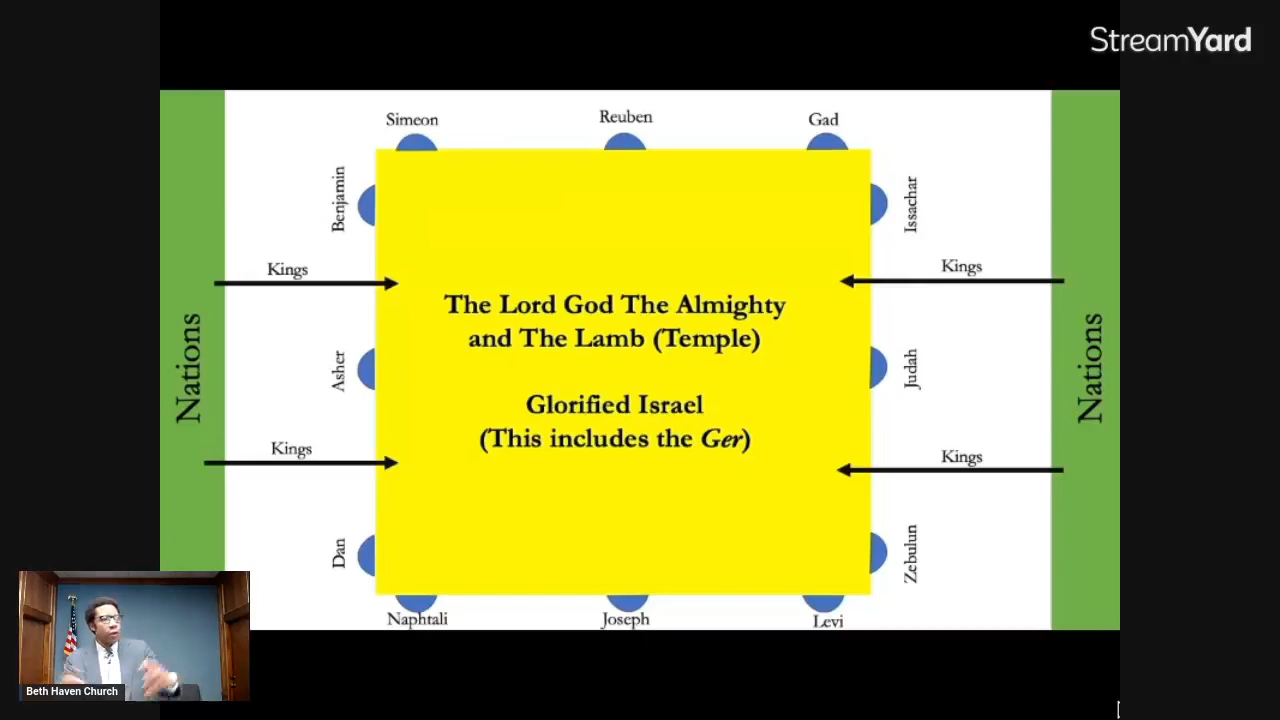 StreamYard
Simeon
Reuben
Gad
Benjamin
Issachar
Kings
Kings
The Lord God The Almighty
and The Lamb (Temple)
Nations
Asher
Judah
Nations
Glorified Israel
(This includes the Ger)
Kings
Kings
Dan
Zebulun
Naphtali
Joseph
Levi
Beth Haven Church